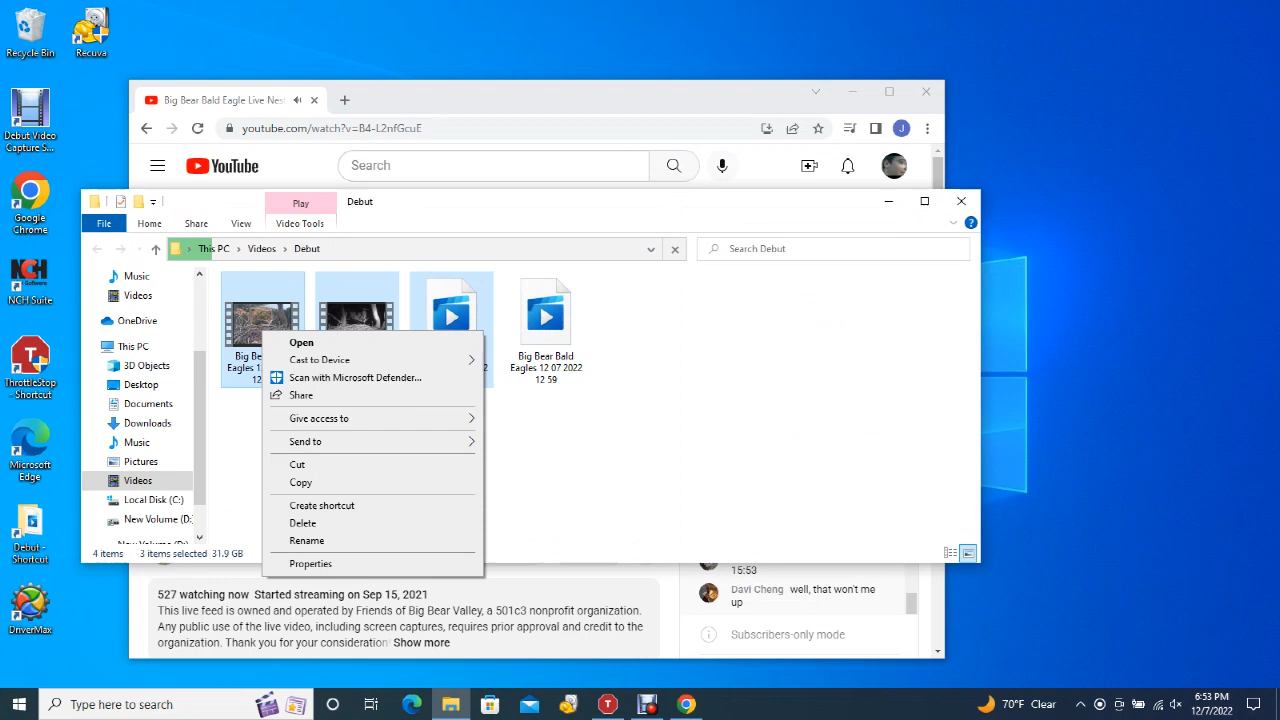 Recycle Bin
Recuva
Debut Video
Capture S...
Google
Chrome
NCH Software
NCH Suite
ThrottleStop
- Shortcut
Microsoft
Edge
Debut -
Shortcut
DriverMax
Big Bear Bald Eagle Live Nest
youtube.com/watch?v=B4-L2nfGcuE
J
YouTube
Search
Play
Debut
File
Home
Share
View
Video Tools
This PC
Videos
Debut
Search Debut
Music
Videos
OneDrive
This PC
3D Objects
Desktop
Documents
Downloads
Music
Pictures
Videos
Local Disk (C:)
New Volume (D:)
Big Bear Bald
Eagles 12 07 2022
12 59
Open
Cast to Device
Scan with Microsoft Defender...
Share
Give access to
Send to
Cut
Copy
Create shortcut
Delete
Rename
Properties
4 items
3 items selected 31.9 GB
15:53
Davi Cheng well, that won't me
up
Subscribers-only mode
527 watching now Started streaming on Sep 15, 2021
This live feed is owned and operated by Friends of Big Bear Valley, a 501c3 nonprofit organization.
Any public use of the live video, including screen captures, requires prior approval and credit to the
organization. Thank you for your consideration! Show more
Type here to search
70°F Clear
6:53 PM
12/7/2022